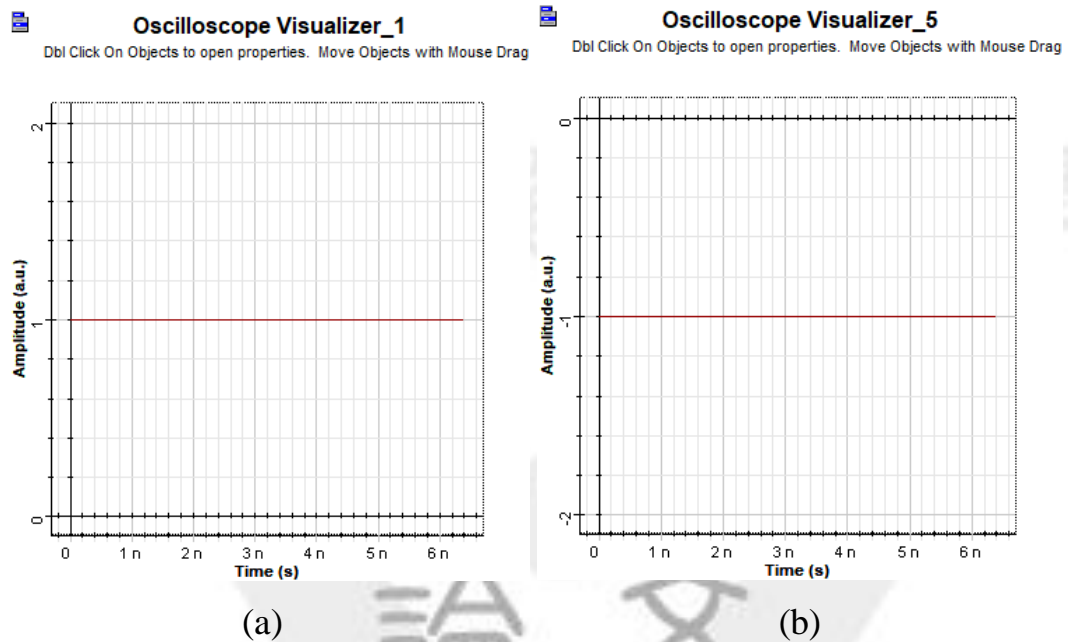 Oscilloscope Visualizer_1
Dbl Click On Objects to open properties. Move Objects with Mouse Drag
2
1
0
Amplitude (a.u.)
0 1 n 2 n 3 n 4 n 5 n 6 n
Time (s)
(a)
Oscilloscope Visualizer_5
Dbl Click On Objects to open properties. Move Objects with Mouse Drag
0
-1
-2
Amplitude (a.u.)
0 1 n 2 n 3 n 4 n 5 n 6 n
Time (s)
(b)